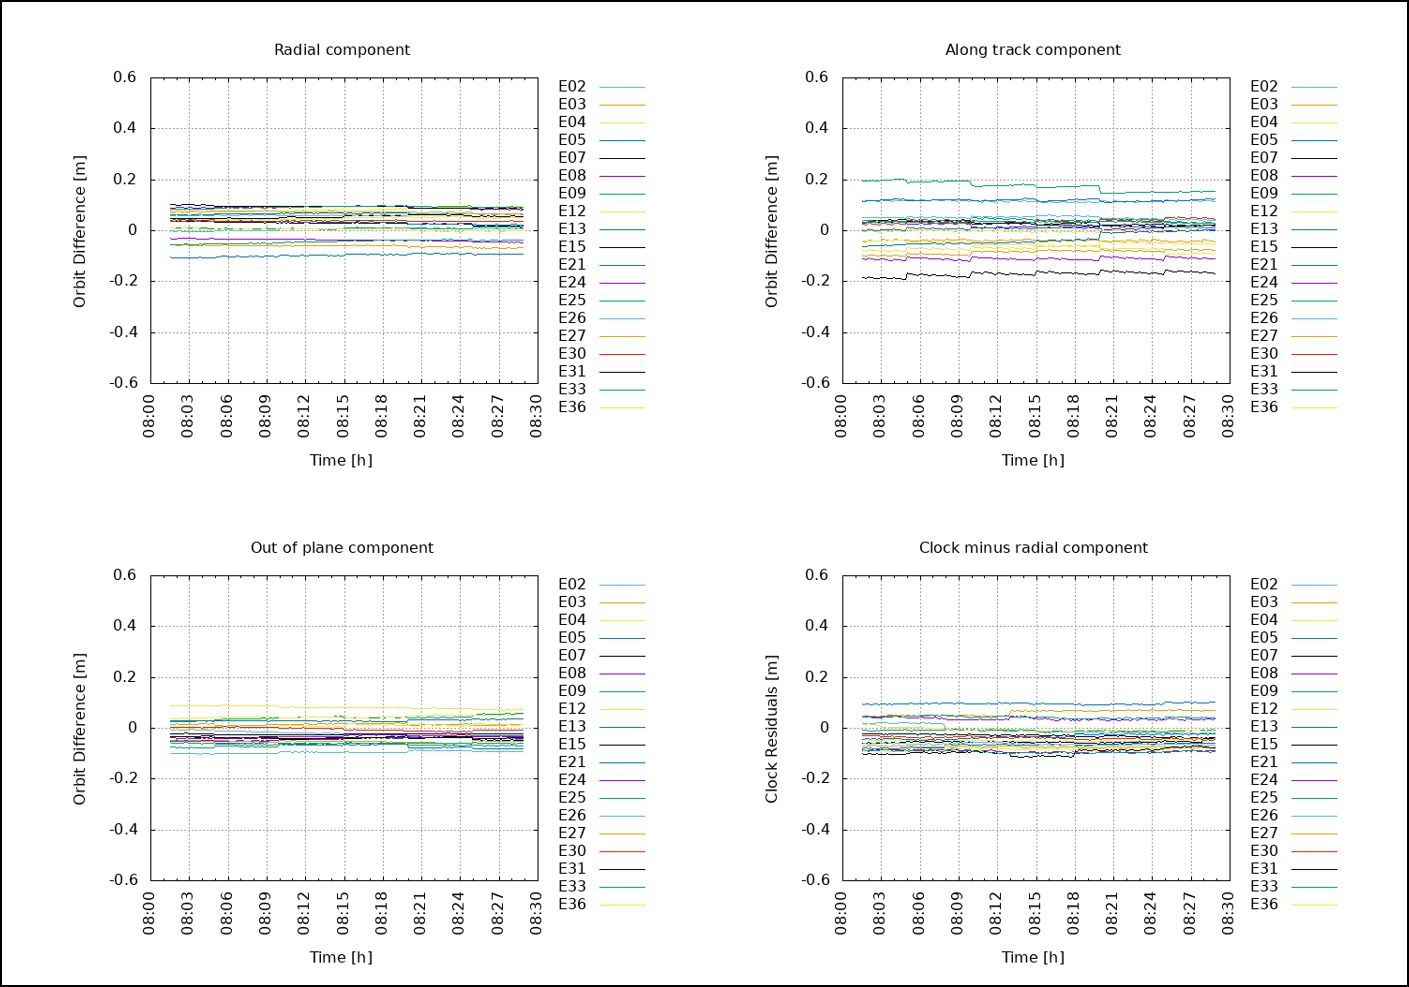 Radial component
Orbit Difference [m]
0.6
0.4
0.2
0
-0.2
-0.4
-0.6
08:00
08:03
08:06
08:09
08:12
08:15
08:18
08:21
08:24
08:27
08:30
Time [h]
E02
E03
E04
E05
E07
E08
E09
E12
E13
E15
E21
E24
E25
E26
E27
E30
E31
E33
E36
Along track component
Orbit Difference [m]
0.6
0.4
0.2
0
-0.2
-0.4
-0.6
08:00
08:03
08:06
08:09
08:12
08:15
08:18
08:21
08:24
08:27
08:30
Time [h]
E02
E03
E04
E05
E07
E08
E09
E12
E13
E15
E21
E24
E25
E26
E27
E30
E31
E33
E36
Out of plane component
Orbit Difference [m]
0.6
0.4
0.2
0
-0.2
-0.4
-0.6
08:00
08:03
08:06
08:09
08:12
08:15
08:18
08:21
08:24
08:27
08:30
Time [h]
E02
E03
E04
E05
E07
E08
E09
E12
E13
E15
E21
E24
E25
E26
E27
E30
E31
E33
E36
Clock minus radial component
Clock Residuals [m]
0.6
0.4
0.2
0
-0.2
-0.4
-0.6
08:00
08:03
08:06
08:09
08:12
08:15
08:18
08:21
08:24
08:27
08:30
Time [h]
E02
E03
E04
E05
E07
E08
E09
E12
E13
E15
E21
E24
E25
E26
E27
E30
E31
E33
E36